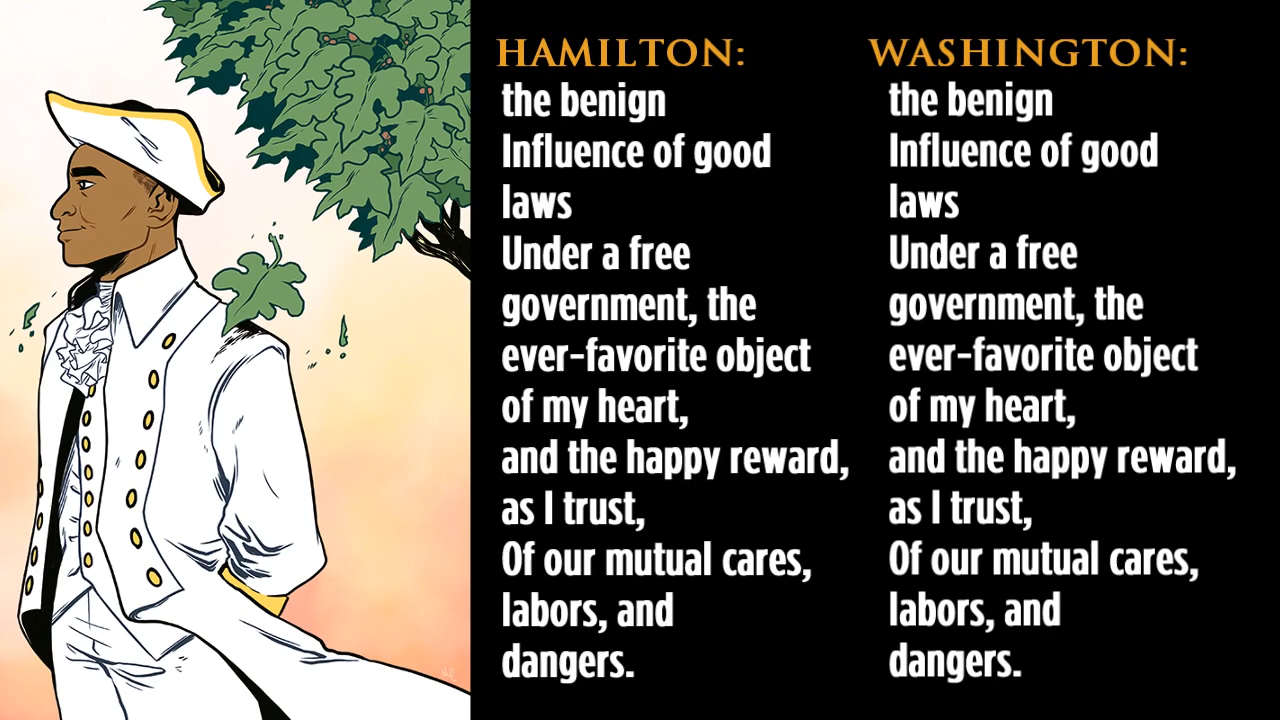 HAMILTON:
the benign
Influence of good
laws
Under a free
government, the
ever-favorite object
of my heart,
and the happy reward,
as I trust,
Of our mutual cares,
labors, and
dangers.
WASHINGTON:
the benign
Influence of good
laws
Under a free
government, the
ever-favorite object
of my heart,
and the happy reward,
as I trust,
Of our mutual cares,
labors, and
dangers.